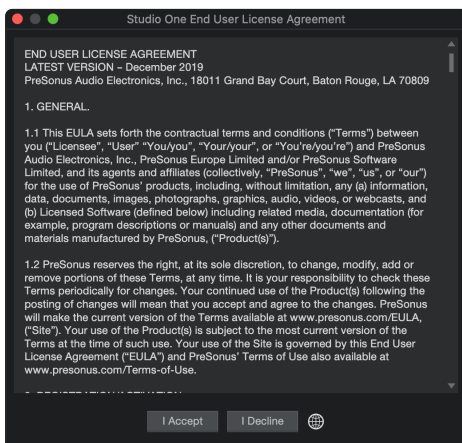 Studio One End User License Agreement
END USER LICENSE AGREEMENT
LATEST VERSION – December 2019
PreSonus Audio Electronics, Inc., 18011 Grand Bay Court, Baton Rouge, LA 70809
1. GENERAL.
1.1 This EULA sets forth the contractual terms and conditions ("Terms") between
you ("Licensee", "User" "You/you", "Your/your", or "You're/you're") and PreSonus
Audio Electronics, Inc., PreSonus Europe Limited and/or PreSonus Software
Limited, and its agents and affiliates (collectively, "PreSonus", "we", "us", or "our")
for the use of PreSonus' products, including, without limitation, any (a) information,
data, documents, images, photographs, graphics, audio, videos, or webcasts, and
(b) Licensed Software (defined below) including related media, documentation (for
example, program descriptions or manuals) and any other documents and
materials manufactured by PreSonus, ("Product(s)").
1.2 PreSonus reserves the right, at its sole discretion, to change, modify, add or
remove portions of these Terms, at any time. It is your responsibility to check these
Terms periodically for changes. Your continued use of the Product(s) following the
posting of changes will mean that you accept and agree to the changes. PreSonus
will make the current version of the Terms available at www.presonus.com/EULA,
("Site"). Your use of the Product(s) is subject to the most current version of the
Terms at the time of such use. Your use of the Site is governed by this End User
License Agreement ("EULA") and PreSonus' Terms of Use also available at
www.presonus.com/Terms-of-Use.
I Accept
I Decline